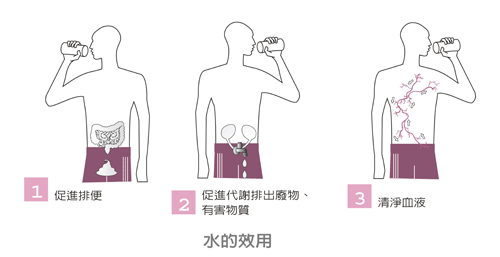 1 促進排便
2 促進代謝排出廢物、
有害物質
3 清淨血液
水的效用